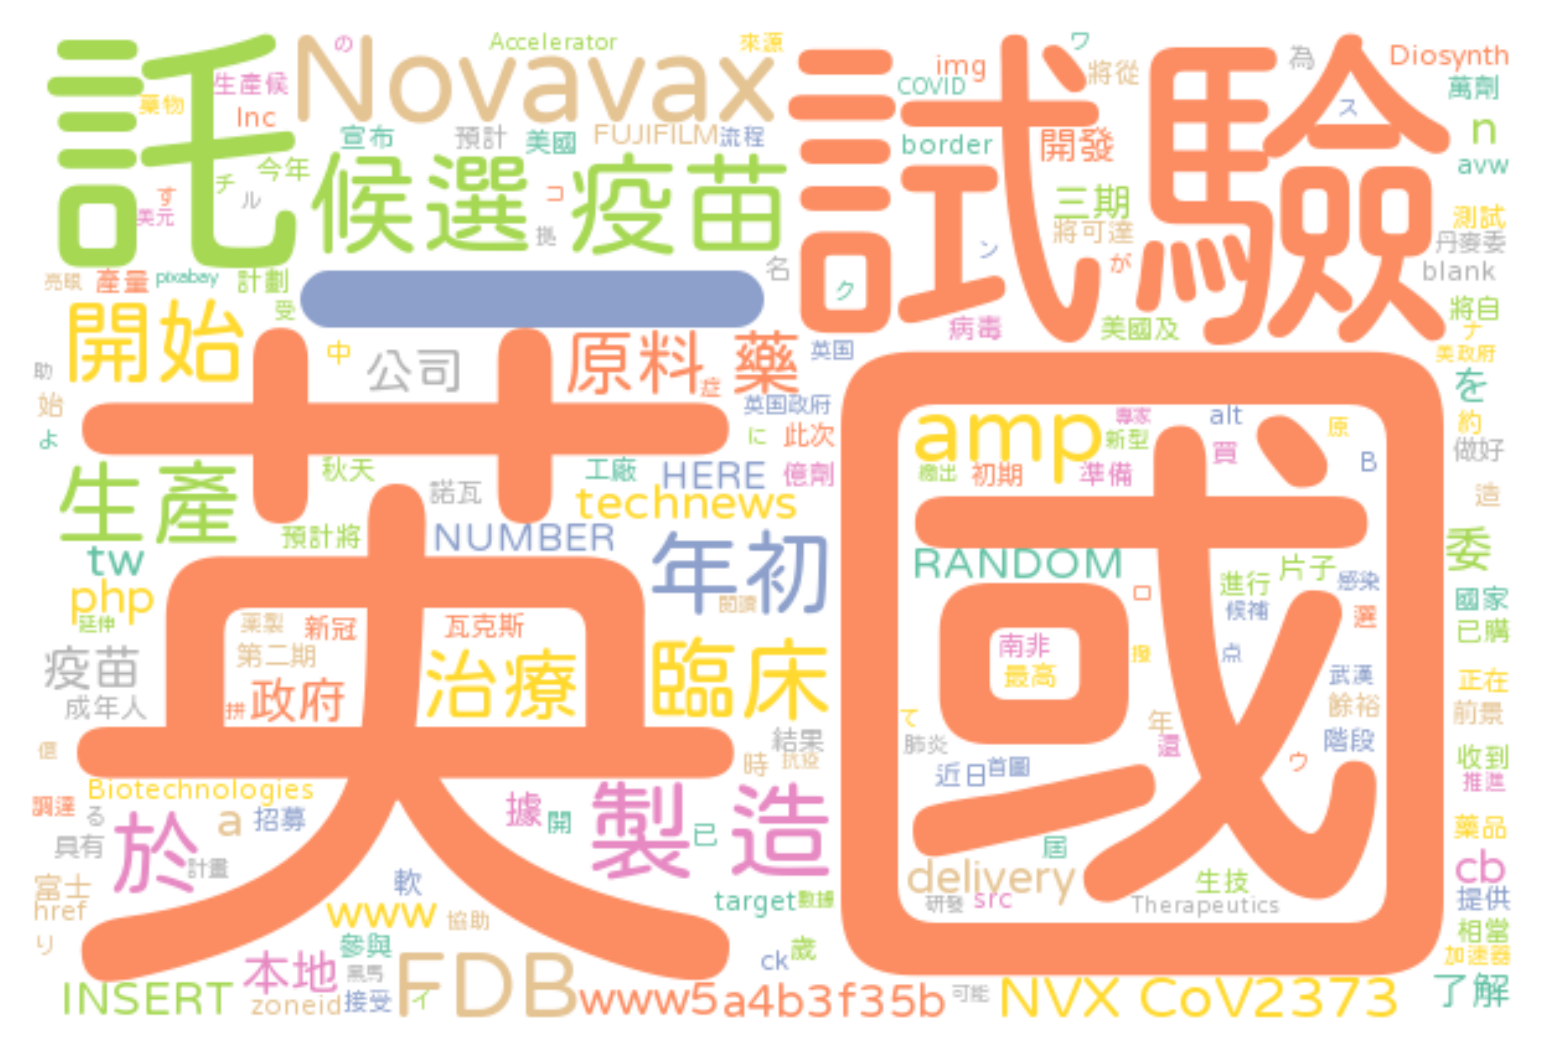 託
の
Accelerator
來源
試驗
ワ
將從
為
Diosynth
Novavax
img
COVID
生產候
藥物
Inc
宣布
預計
美國
FUJIFILM
流程
border
開發
ス
萬劑
n
avw
今年
チ
ル
す
美元
候選
コ
疫苗
拠
三期
將可達
ン
が
測試
丹麥委
blank
產量
pixabay
計劃
受
一
名
ク
病毒
美國及
將自
ナ
美政府
開始
中
公司
原料
藥
症
英国
助
始
よ
英國
英国政府
に
此次
amp
專家
新型
alt
買
原
B
を
約
做好
生產
秋天
諾瓦
工廠
HERE
億劑
technews
初期
準備
造
預計將
NUMBER
年初
RANDOM
片子
進行
感染
候補
委
tw
php
延伸
閱讀
新冠
瓦克斯
第二期
ロ
選
國家
已購
疫苗
成年人
政府
治療
臨床
南非
最高
点
武漢
餘裕
正在
前景
拼
結果
時
抗疫
て
肺炎
年
還
階段
收到
推進
近日
首圖
ウ
Biotechnologies
調達
る
a
招募
據
開
製
已
造
藥品
具有
於
計畫
屆
cb
富士
href
り
軟
www
協助
target
數據
delivery
研發
src
生技
Therapeutics
提供
相當
參與
黑馬
ck
歲
加速器
本地
INSERT
zoneid
接受
イ
FDB
www5a4b3f35b
可能
NVX
CoV2373
了解